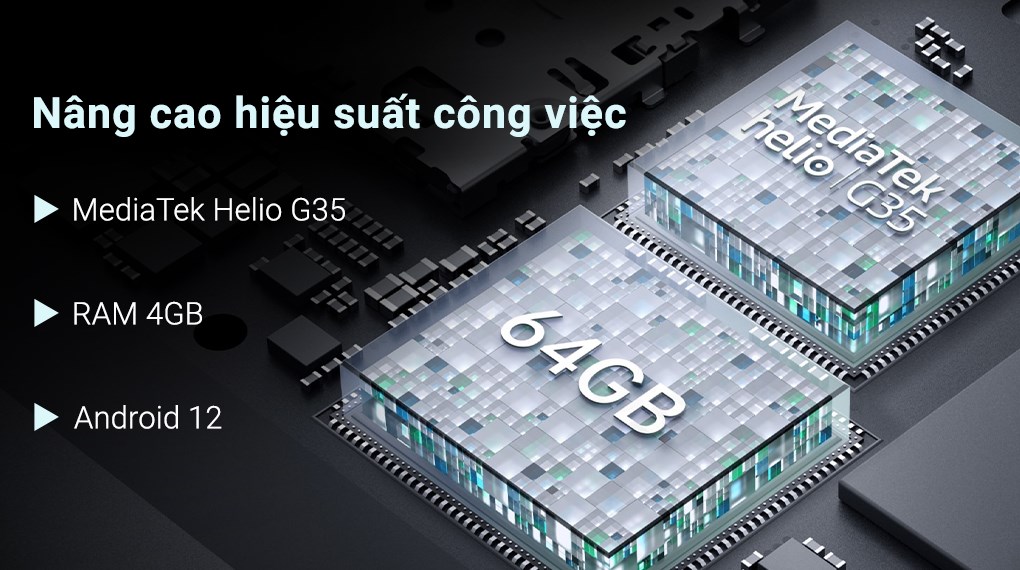 Nâng cao hiệu suất công việc
MediaTek Helio G35
RAM 4GB
Android 12
MediaTek
helio | G35
64GB